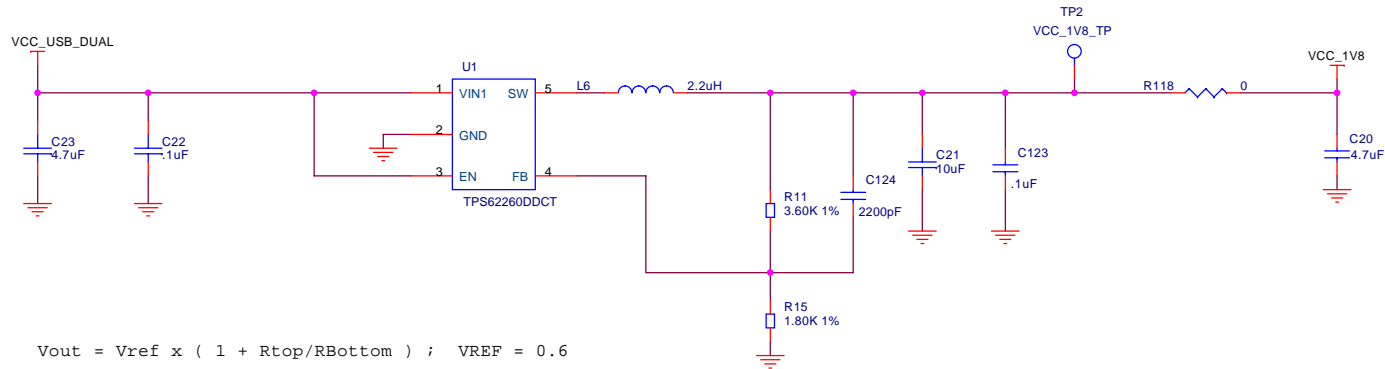 TP2
VCC_1V8_TP
VCC_USB_DUAL
VCC_1V8
U1
1 VIN1 SW 5
L6 2.2uH
R118 0
2 GND
3 EN FB 4
TPS62260DDCT
C23
4.7uF
C22
.1uF
R11
3.60K 1%
C124
2200pF
C21
10uF
C123
.1uF
C20
4.7uF
R15
1.80K 1%
Vout = Vref x ( 1 + Rtop/RBottom ) ; VREF = 0.6